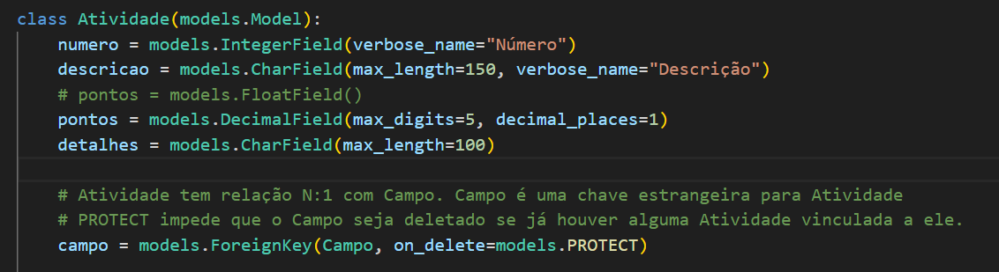 class Atividade(models.Model):
    numero = models.IntegerField(verbose_name="Número")
    descricao = models.CharField(max_length=150, verbose_name="Descrição")
    # pontos = models.FloatField()
    pontos = models.DecimalField(max_digits=5, decimal_places=1)
    detalhes = models.CharField(max_length=100)
    # Atividade tem relação N:1 com Campo. Campo é uma chave estrangeira para Atividade
    # PROTECT impede que o Campo seja deletado se já houver alguma Atividade vinculada a ele.
    campo = models.ForeignKey(Campo, on_delete=models.PROTECT)